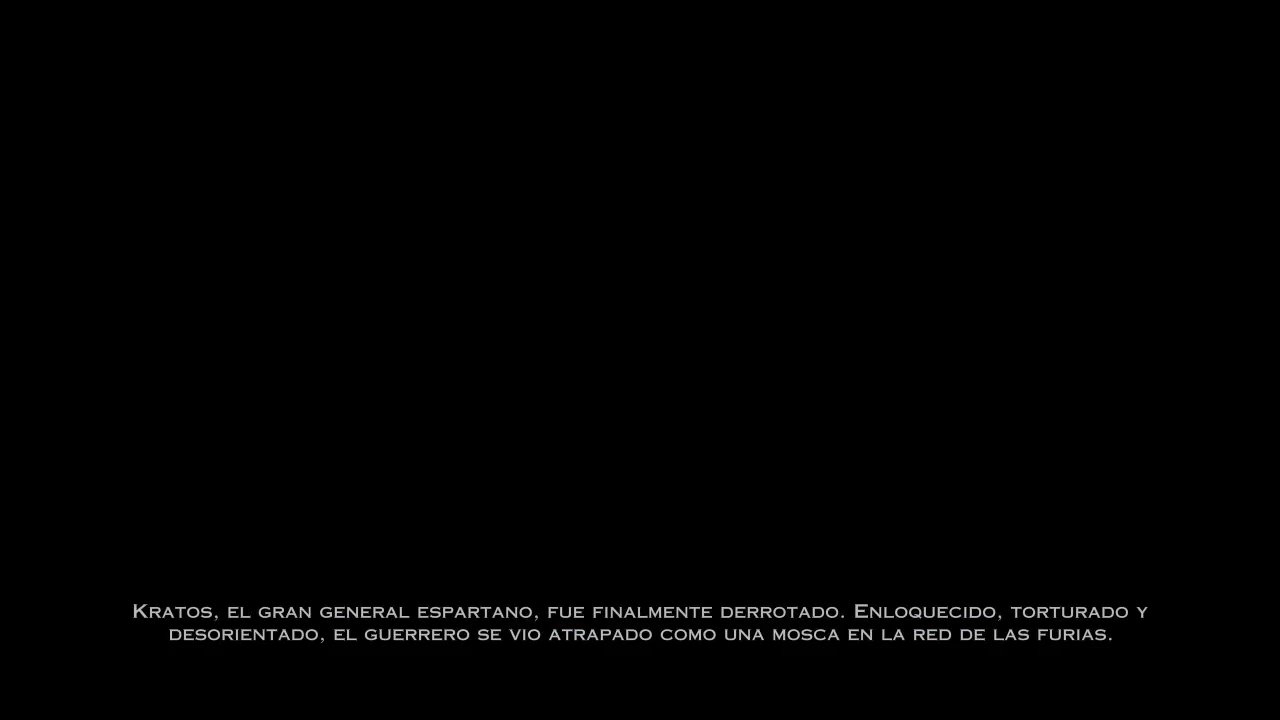 Kratos, el gran general espartano, fue finalmente derrotado. Enloquecido, torturado y
desorientado, el guerrero se vio atrapado como una mosca en la red de las furias.